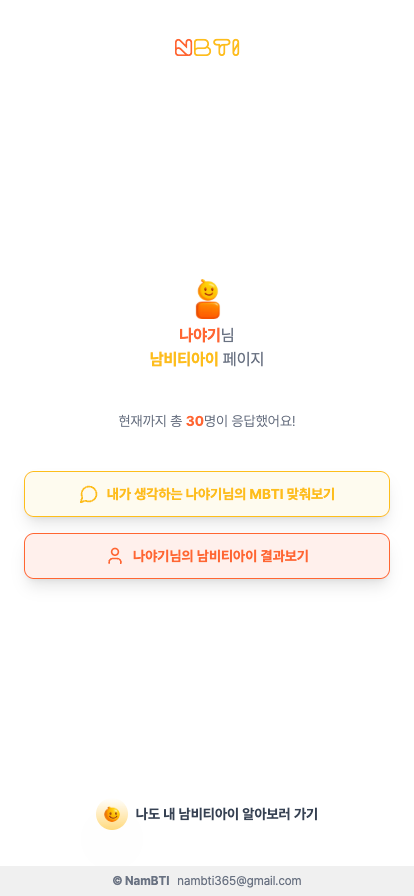 NBTI
나야기님
남비티아이 페이지
현재까지 총 30명이 응답했어요!
내가 생각하는 나야기님의 MBTI 맞춰보기
나야기님의 남비티아이 결과보기
나도 내 남비티아이 알아보러 가기
© NamBTI nambti365@gmail.com